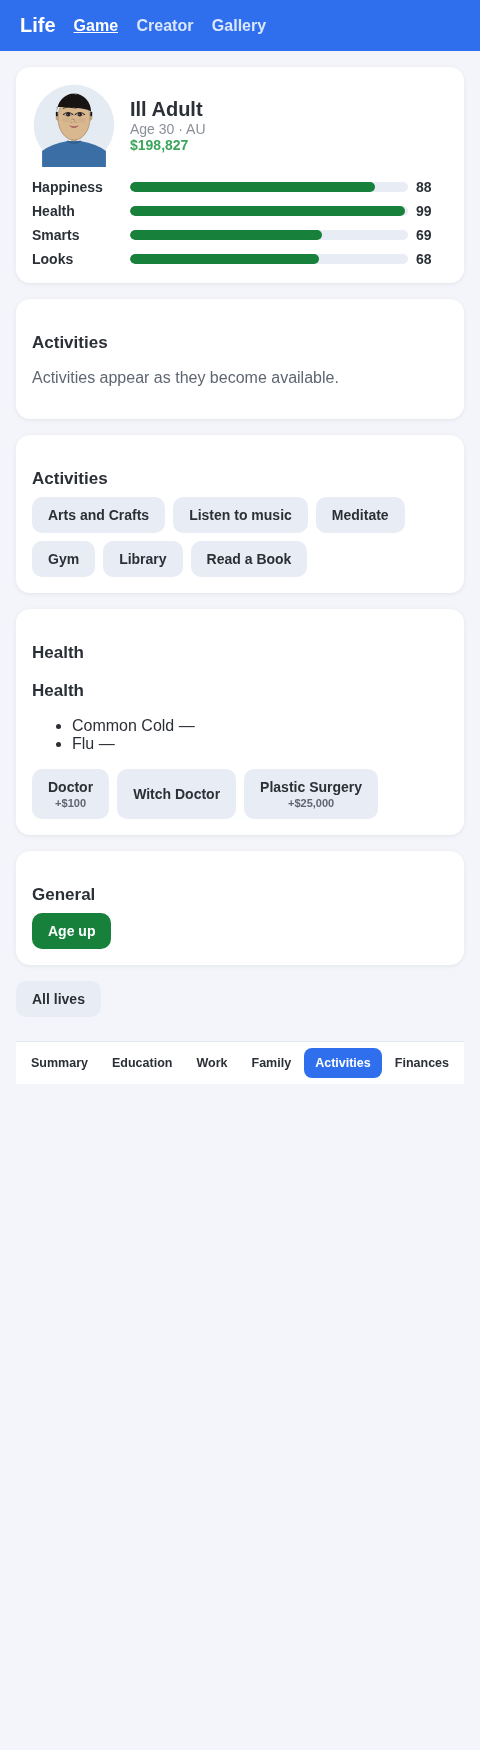 Life Game Creator Gallery
Ill Adult
Age 30 · AU
$198,827
Happiness 88
Health 99
Smarts 69
Looks 68
Activities
Activities appear as they become available.
Activities
Arts and Crafts Listen to music Meditate
Gym Library Read a Book
Health
Health
• Common Cold —
• Flu —
Doctor Witch Doctor Plastic Surgery
+$100 +$25,000
General
Age up
All lives
Summary Education Work Family Activities Finances